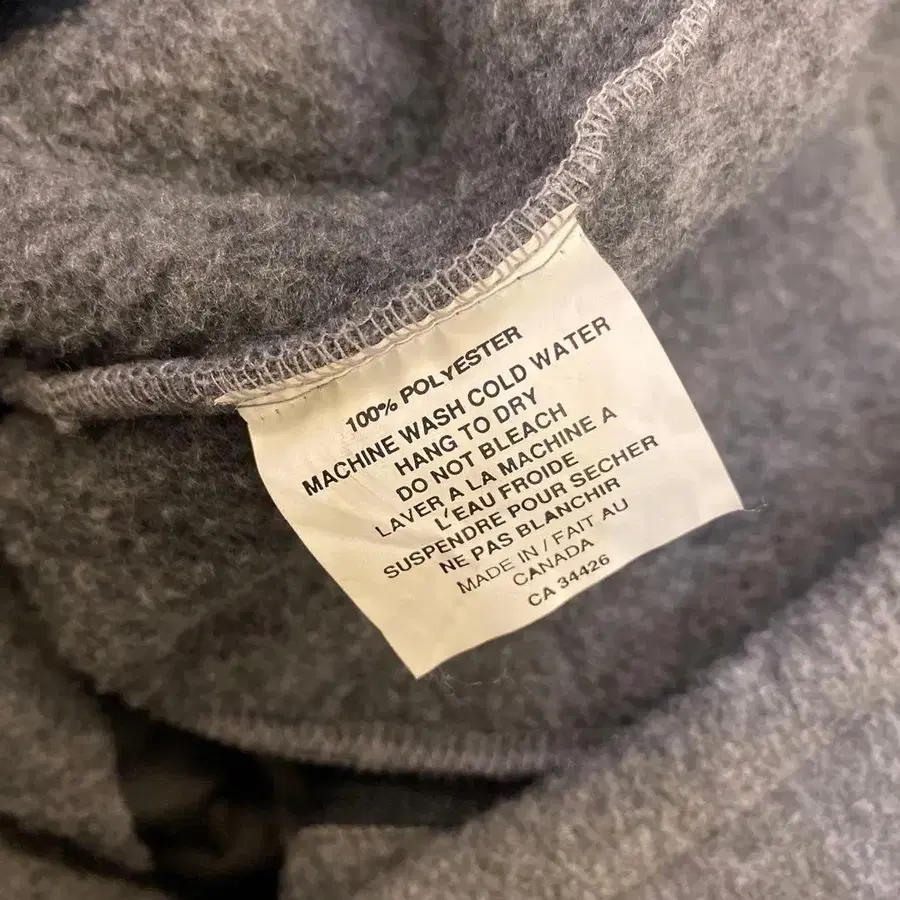 100% POLYESTER
MACHINE WASH COLD WATER
HANG TO DRY
DO NOT BLEACH
LAVER A LA MACHINE A
L'EAU FROIDE
SUSPENDRE POUR SECHER
NE PAS BLANCHIR
MADE IN / FAIT AU
CANADA
CA 34426